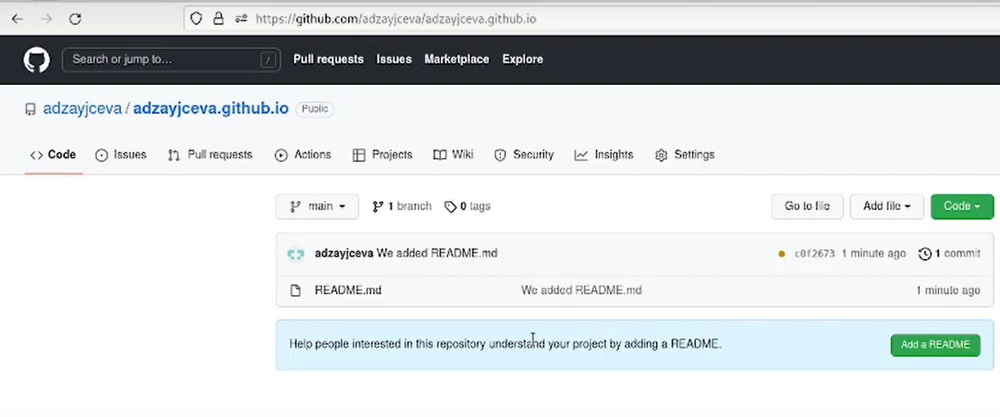 https://github.com/adzayjceva/adzayjceva.github.io
Search or jump to... / Pull requests Issues Marketplace Explore
adzayjceva / adzayjceva.github.io Public
Code Issues Pull requests Actions Projects Wiki Security Insights Settings
main 1 branch 0 tags Go to file Add file Code
adzayjceva We added README.md c0f2673 1 minute ago 1 commit
README.md We added README.md 1 minute ago
Help people interested in this repository understand your project by adding a README. Add a README